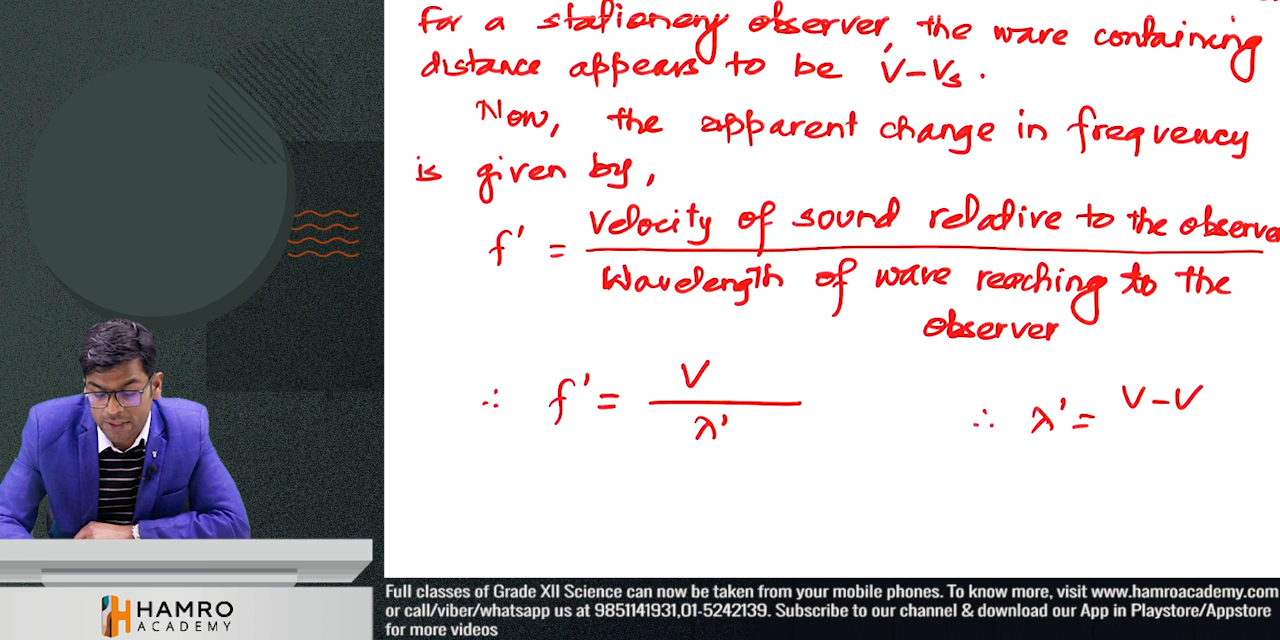 For a stationery observer, the wave containing
distance appears to be V-Vs.
Now, the apparent change in frequency
is given by,
f' = Velocity of sound relative to the observer
Wavelength of wave reaching to the
observer
∴ f' = V
λ'
∴ λ' = V-V
HAMRO
ACADEMY
Full classes of Grade XII Science can now be taken from your mobile phones. To know more, visit www.hamroacademy.com
or call/viber/whatsapp us at 9851141931,01-5242139. Subscribe to our channel & download our App in Playstore/Appstore
for more videos